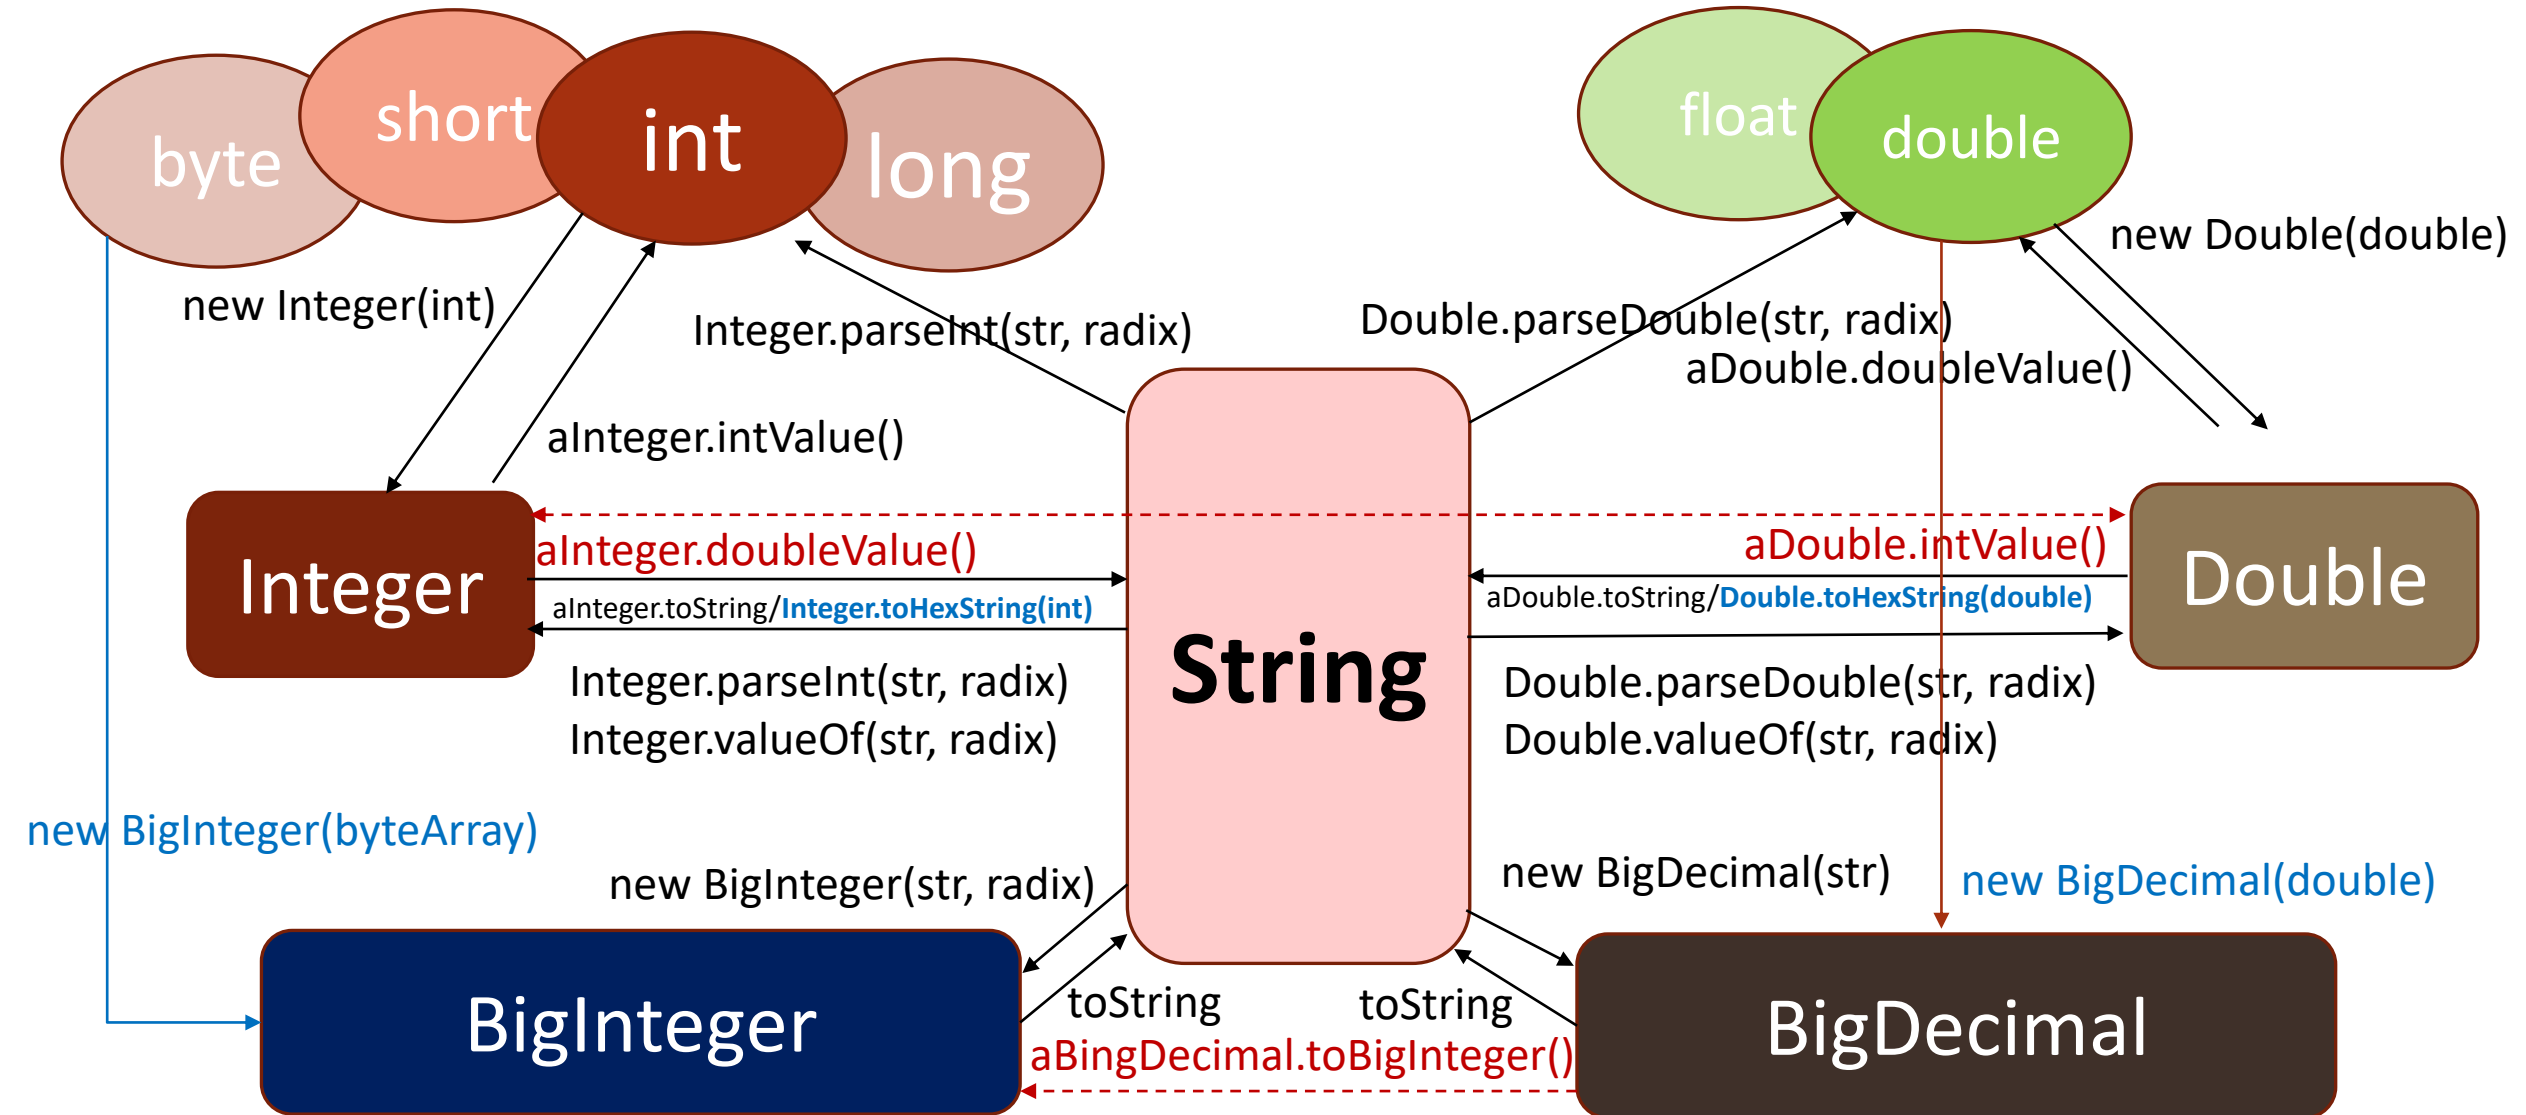 byte
short
int
long
float
double
new Double(double)
new Integer(int)
Integer.parseInt(str, radix)
Double.parseDouble(str, radix)
aDouble.doubleValue()
aInteger.intValue()
aInteger.doubleValue()
aDouble.intValue()
Integer
aInteger.toString/Integer.toHexString(int)
String
aDouble.toString/Double.toHexString(double)
Double
Integer.parseInt(str, radix)
Integer.valueOf(str, radix)
Double.parseDouble(str, radix)
Double.valueOf(str, radix)
new BigInteger(byteArray)
new BigInteger(str, radix)
new BigDecimal(str)
new BigDecimal(double)
BigInteger
toString
toString
aBingDecimal.toBigInteger()
BigDecimal